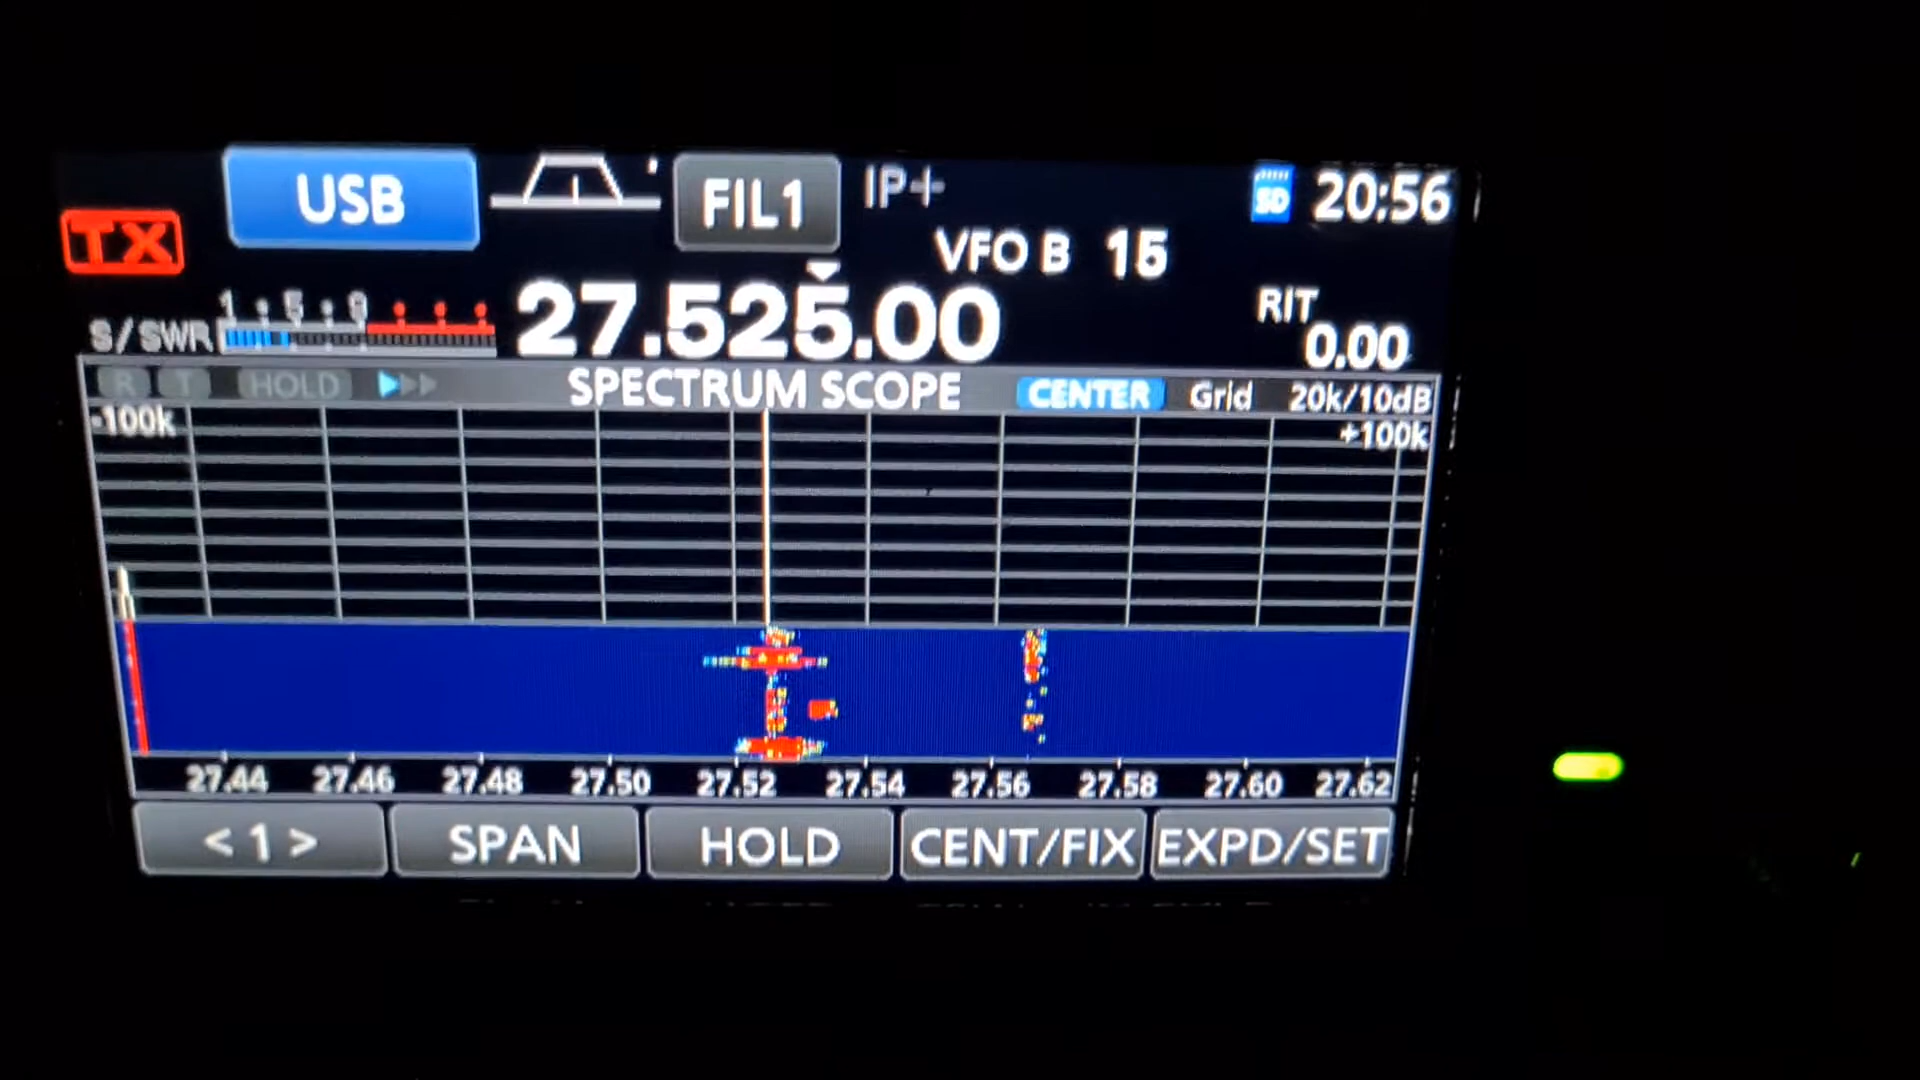 USB FIL1 IP+ SD 20:56
TX
VFO B 15
1 5 9
S/SWR 27.525.00 RIT 0.00
R T HOLD SPECTRUM SCOPE CENTER Grid 20k/10dB
-100k +100k
27.44 27.46 27.48 27.50 27.52 27.54 27.56 27.58 27.60 27.62
<1> SPAN HOLD CENT/FIX EXPD/SET